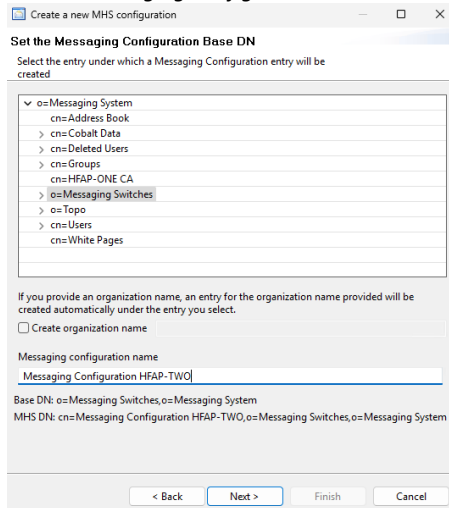 Create a new MHS configuration
Set the Messaging Configuration Base DN
Select the entry under which a Messaging Configuration entry will be
created
o=Messaging System
cn=Address Book
cn=Cobalt Data
cn=Deleted Users
cn=Groups
cn=HFAP-ONE CA
o=Messaging Switches
o=Topo
cn=Users
cn=White Pages
If you provide an organization name, an entry for the organization name provided will be
created automatically under the entry you select.
Create organization name
Messaging configuration name
Messaging Configuration HFAP-TWO
Base DN: o=Messaging Switches,o=Messaging System
MHS DN: cn=Messaging Configuration HFAP-TWO,o=Messaging Switches,o=Messaging System
< Back Next > Finish Cancel